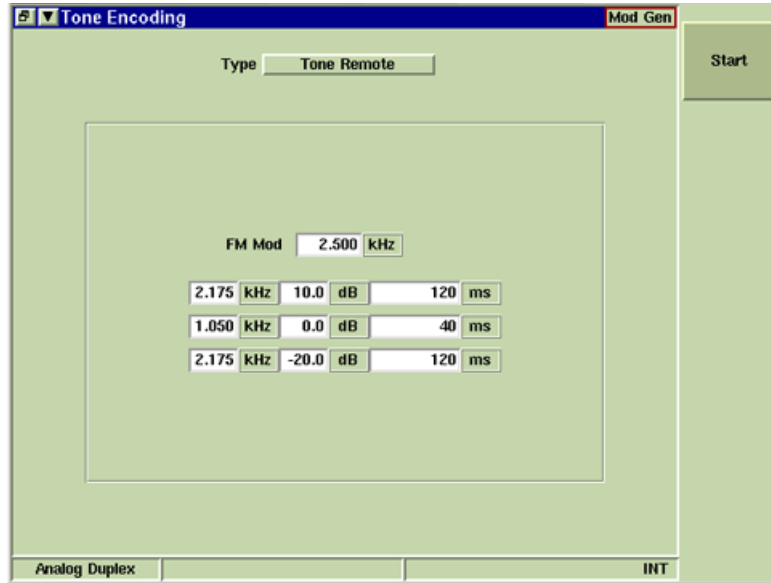 Tone Encoding Mod Gen
Start
Type Tone Remote
FM Mod 2.500 kHz
2.175 kHz 10.0 dB 120 ms
1.050 kHz 0.0 dB 40 ms
2.175 kHz -20.0 dB 120 ms
Analog Duplex INT